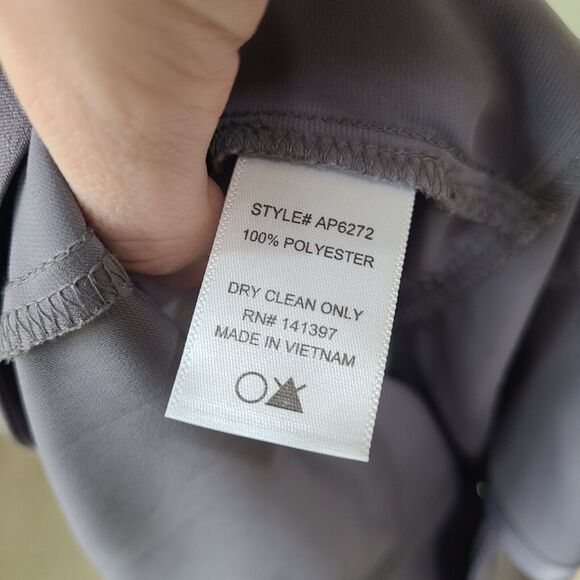 STYLE# AP6272
100% POLYESTER
DRY CLEAN ONLY
RN# 141397
MADE IN VIETNAM